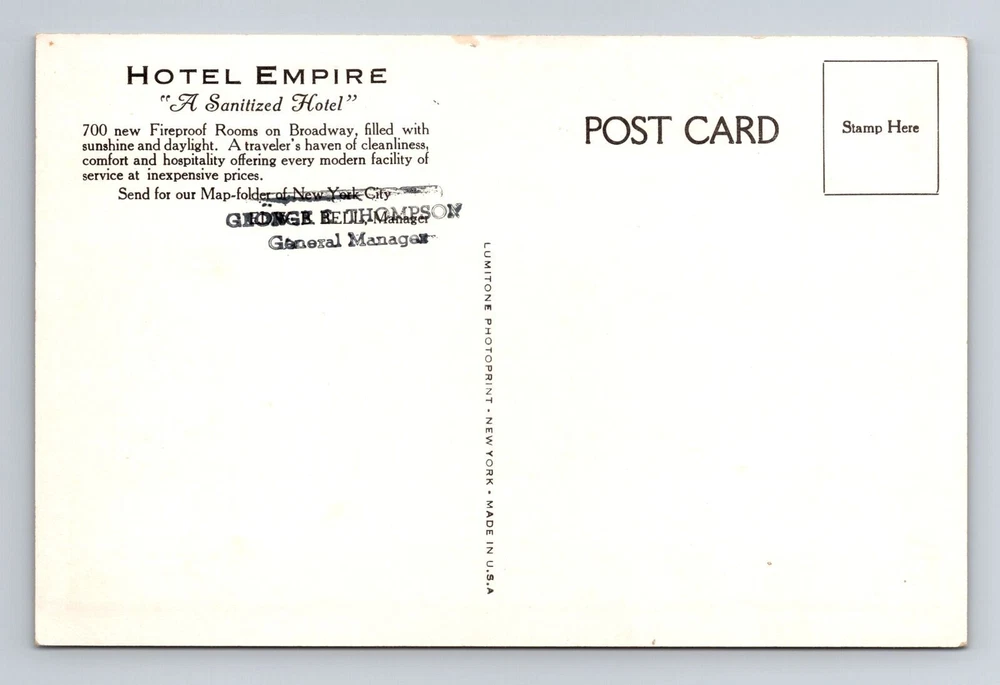 HOTEL EMPIRE
"A Sanitized Hotel"
700 new Fireproof Rooms on Broadway, filled with
sunshine and daylight. A traveler's haven of cleanliness,
comfort and hospitality offering every modern facility of
service at inexpensive prices.
Send for our Map-folder of New York City
GEORGE E. THOMPSON
BELL, Manager
General Manager
POST CARD
Stamp Here
LUMITONE PHOTOPRINT · NEW YORK · MADE IN U.S.A